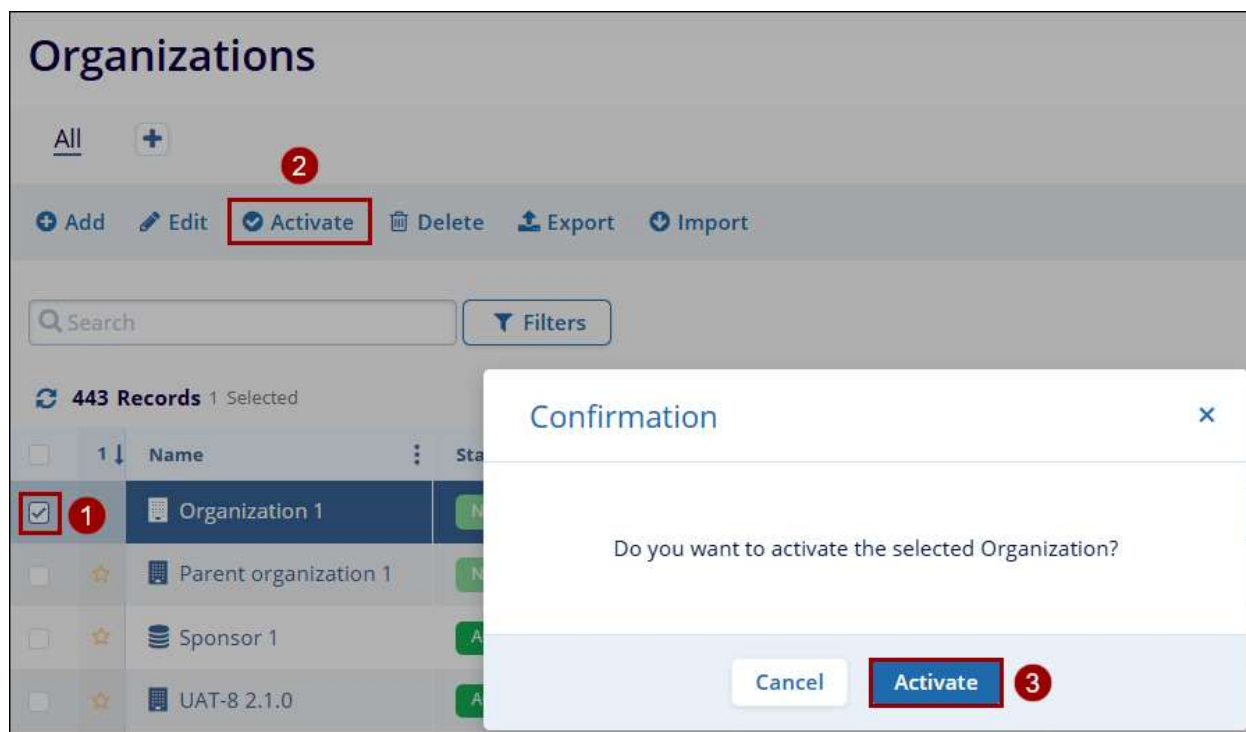 Organizations
All
2
Add Edit Activate Delete Export Import
Search Filters
443 Records 1 Selected
Confirmation
1 Name Sta
1 Organization 1 N
Do you want to activate the selected Organization?
Parent organization 1 N
Sponsor 1 A
Cancel Activate 3
UAT-8 2.1.0 A